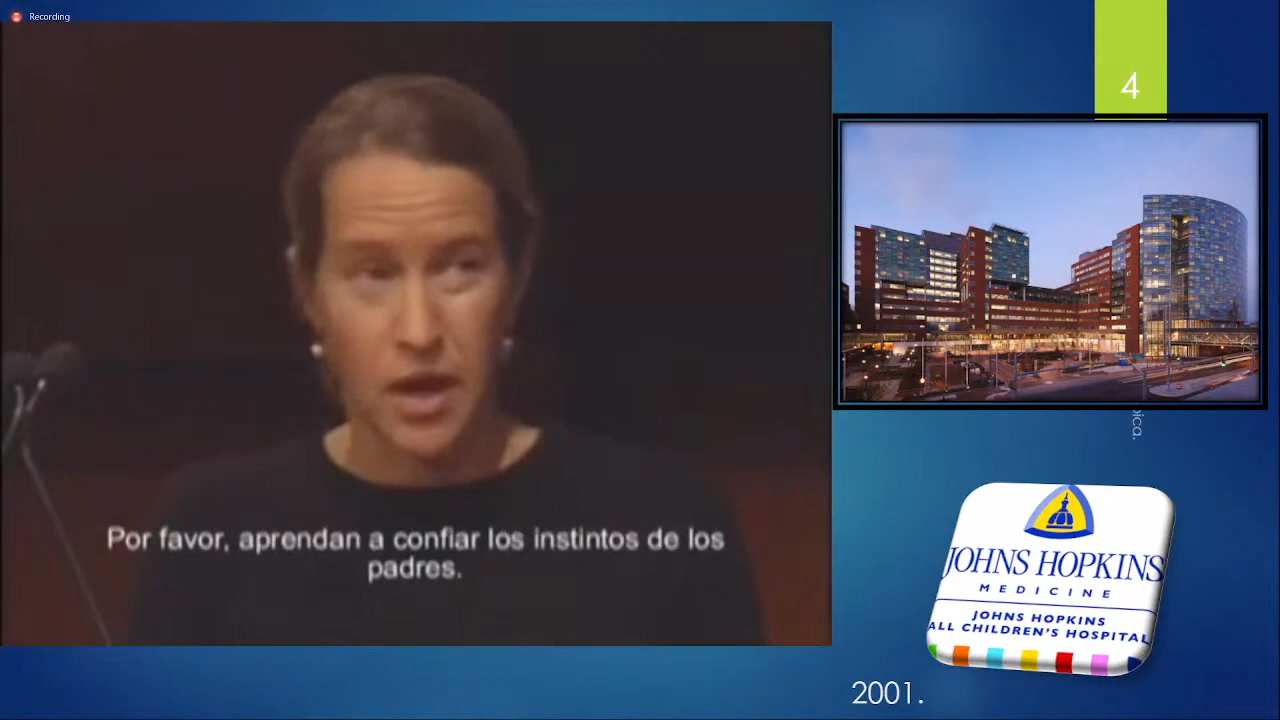 Recording
4
Por favor, aprendan a confiar los instintos de los
padres.
JOHNS HOPKINS
MEDICINE
JOHNS HOPKINS
ALL CHILDREN'S HOSPITAL
2001.